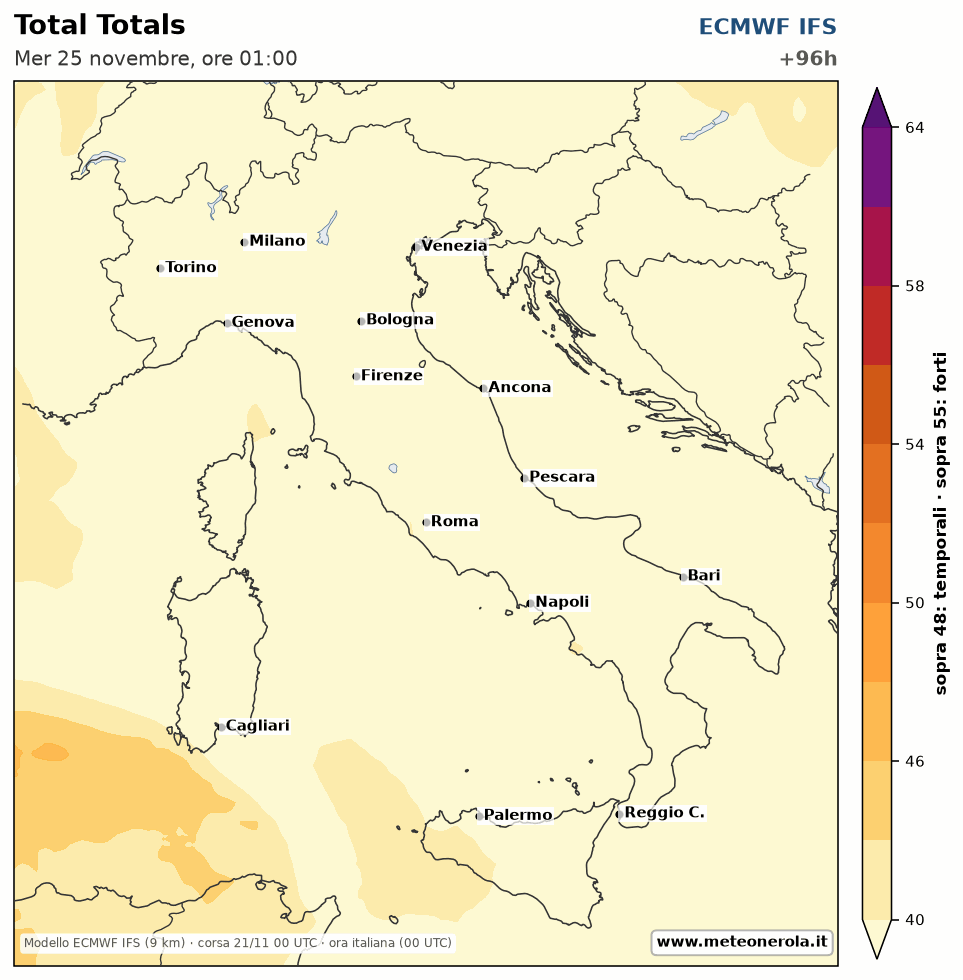 Total Totals
ECMWF IFS
Mer 25 novembre, ore 01:00
+96h
Milano
Venezia
Torino
Genova
Bologna
Firenze
Ancona
Pescara
Roma
Bari
Napoli
Cagliari
Palermo
Reggio C.
64
58
54
50
46
40
sopra 48: temporali · sopra 55: forti
Modello ECMWF IFS (9 km) · corsa 21/11 00 UTC · ora italiana (00 UTC)
www.meteonerola.it